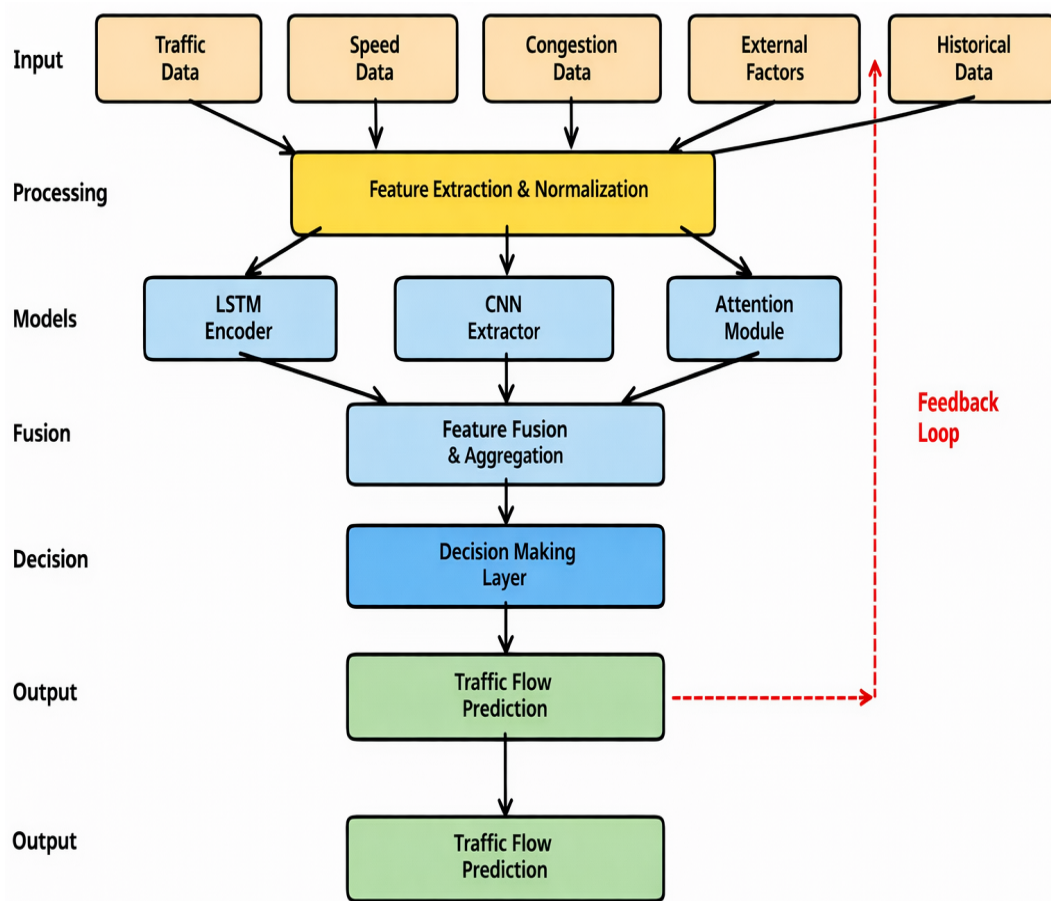 Input
Traffic
Data
Speed
Data
Congestion
Data
External
Factors
Historical
Data
Processing
Feature Extraction & Normalization
Models
LSTM
Encoder
CNN
Extractor
Attention
Module
Fusion
Feature Fusion
& Aggregation
Feedback
Loop
Decision
Decision Making
Layer
Output
Traffic Flow
Prediction
Output
Traffic Flow
Prediction